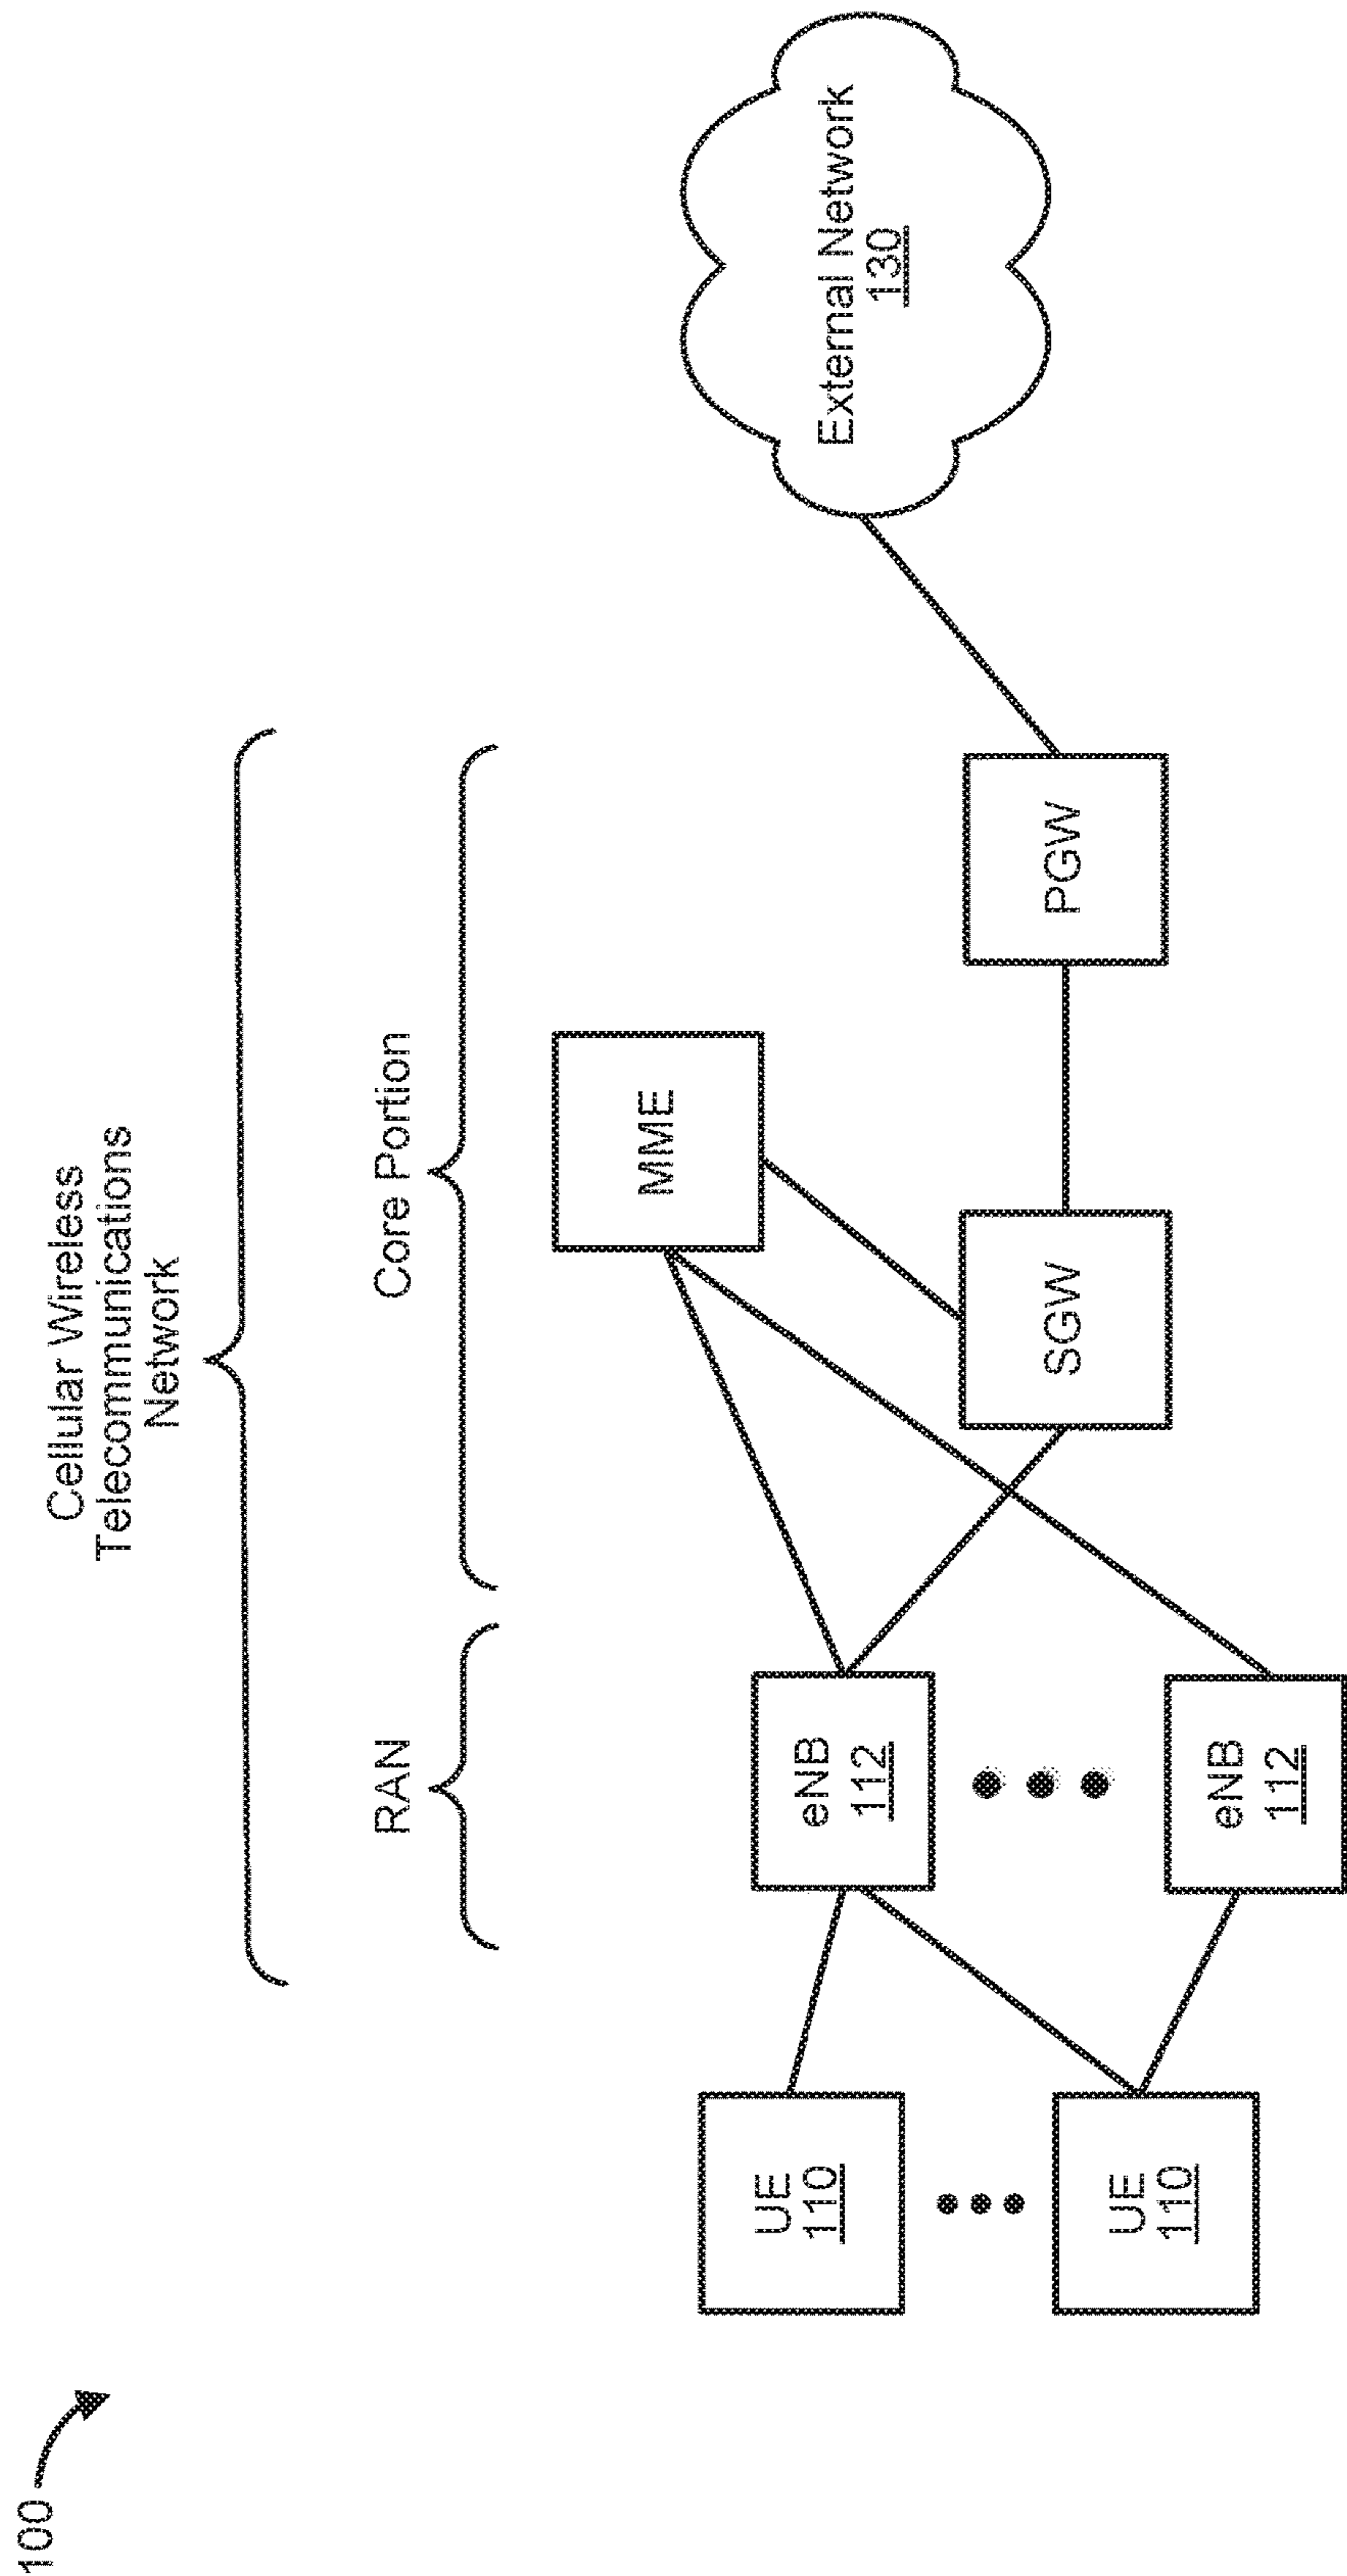 100
Cellular Wireless
Telecommunications
Network
RAN
Core Portion
MME
UE
110
eNB
112
SGW
PGW
External Network
130
UE
110
eNB
112